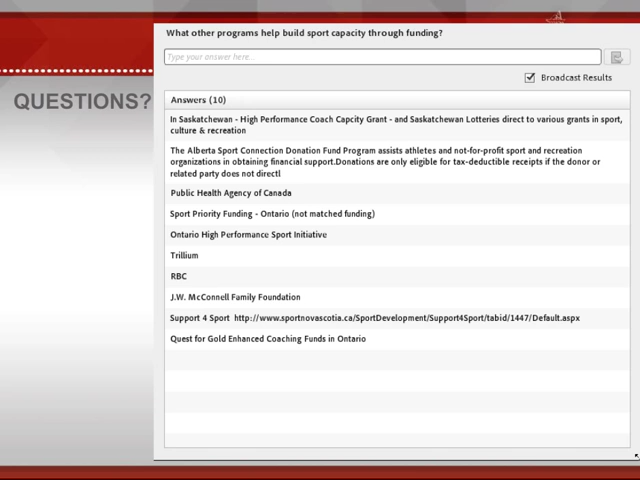 What other programs help build sport capacity through funding?
Type your answer here...
Broadcast Results
QUESTIONS?
Answers (10)
In Saskatchewan - High Performance Coach Capcity Grant - and Saskatchewan Lotteries direct to various grants in sport,
culture & recreation
The Alberta Sport Connection Donation Fund Program assists athletes and not-for-profit sport and recreation
organizations in obtaining financial support.Donations are only eligible for tax-deductible receipts if the donor or
related party does not directl
Public Health Agency of Canada
Sport Priority Funding - Ontario (not matched funding)
Ontario High Performance Sport Initiative
Trillium
RBC
J.W. McConnell Family Foundation
Support 4 Sport http://www.sportnovascotia.ca/SportDevelopment/Support4Sport/tabid/1447/Default.aspx
Quest for Gold Enhanced Coaching Funds in Ontario